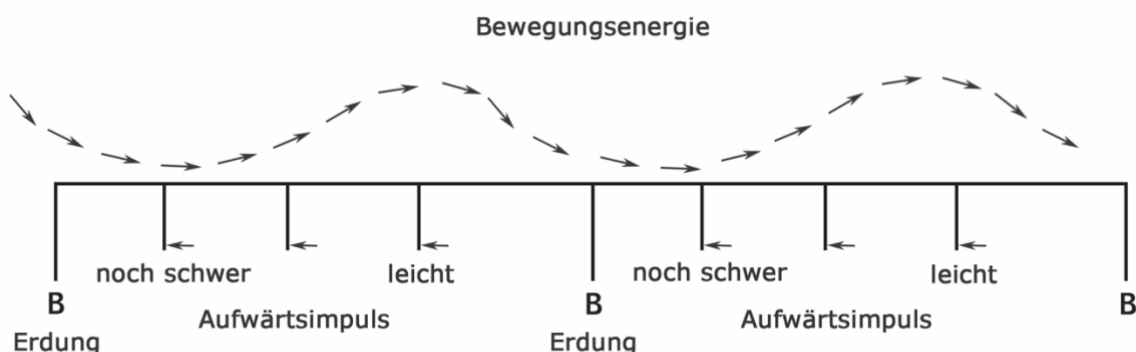 Bewegungsenergie
noch schwer leicht noch schwer leicht
B B B
Aufwärtsimpuls Aufwärtsimpuls
Erdung Erdung